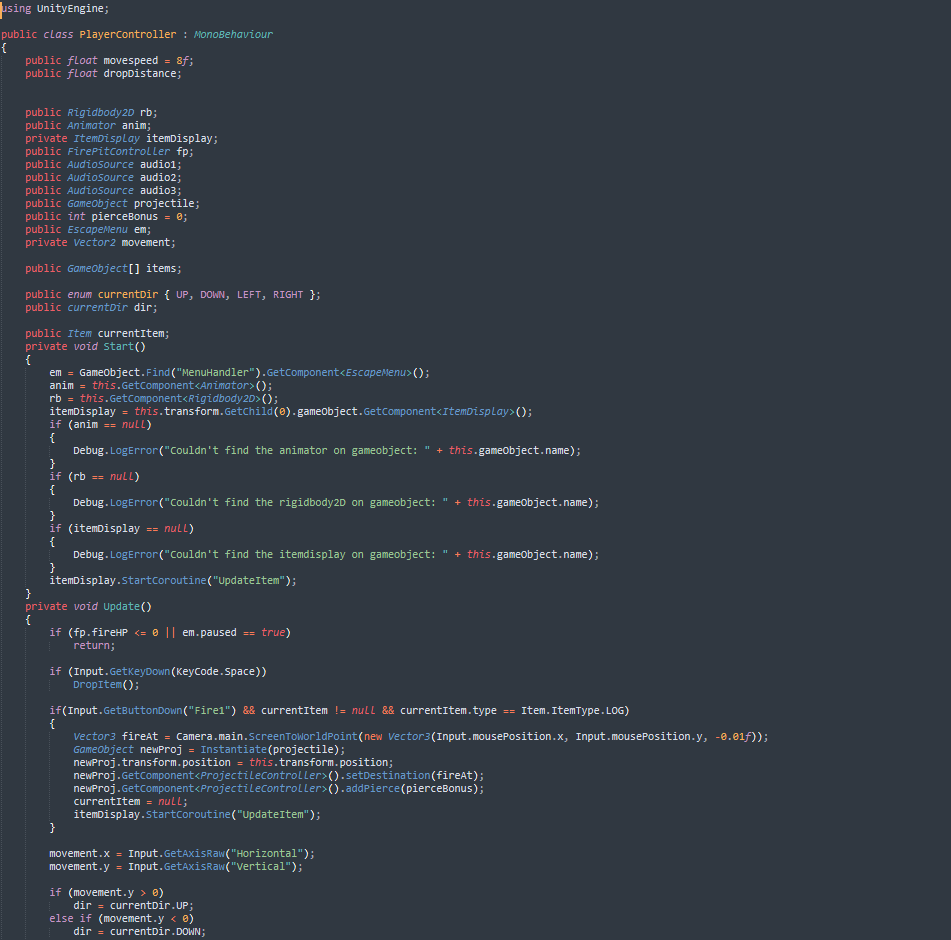 using UnityEngine;
public class PlayerController : MonoBehaviour
{
public float movespeed = 8f;
public float dropDistance;
public Rigidbody2D rb;
public Animator anim;
private ItemDisplay itemDisplay;
public FirePitController fp;
public AudioSource audio1;
public AudioSource audio2;
public AudioSource audio3;
public GameObject projectile;
public int pierceBonus = 0;
public EscapeMenu em;
private Vector2 movement;
public GameObject[] items;
public enum currentDir { UP, DOWN, LEFT, RIGHT };
public currentDir dir;
public Item currentItem;
private void Start()
{
em = GameObject.Find("MenuHandler").GetComponent<EscapeMenu>();
anim = this.GetComponent<Animator>();
rb = this.GetComponent<Rigidbody2D>();
itemDisplay = this.transform.GetChild(0).gameObject.GetComponent<ItemDisplay>();
if (anim == null)
{
Debug.LogError("Couldn't find the animator on gameobject: " + this.gameObject.name);
}
if (rb == null)
{
Debug.LogError("Couldn't find the rigidbody2D on gameobject: " + this.gameObject.name);
}
if (itemDisplay == null)
{
Debug.LogError("Couldn't find the itemdisplay on gameobject: " + this.gameObject.name);
}
itemDisplay.StartCoroutine("UpdateItem");
}
private void Update()
{
if (fp.fireHP <= 0 || em.paused == true)
return;
if (Input.GetKeyDown(KeyCode.Space))
DropItem();
if(Input.GetButtonDown("Fire1") && currentItem != null && currentItem.type == Item.ItemType.LOG)
{
Vector3 fireAt = Camera.main.ScreenToWorldPoint(new Vector3(Input.mousePosition.x, Input.mousePosition.y, -0.01f));
GameObject newProj = Instantiate(projectile);
newProj.transform.position = this.transform.position;
newProj.GetComponent<ProjectileController>().setDestination(fireAt);
newProj.GetComponent<ProjectileController>().addPierce(pierceBonus);
currentItem = null;
itemDisplay.StartCoroutine("UpdateItem");
}
movement.x = Input.GetAxisRaw("Horizontal");
movement.y = Input.GetAxisRaw("Vertical");
if (movement.y > 0)
dir = currentDir.UP;
else if (movement.y < 0)
dir = currentDir.DOWN;